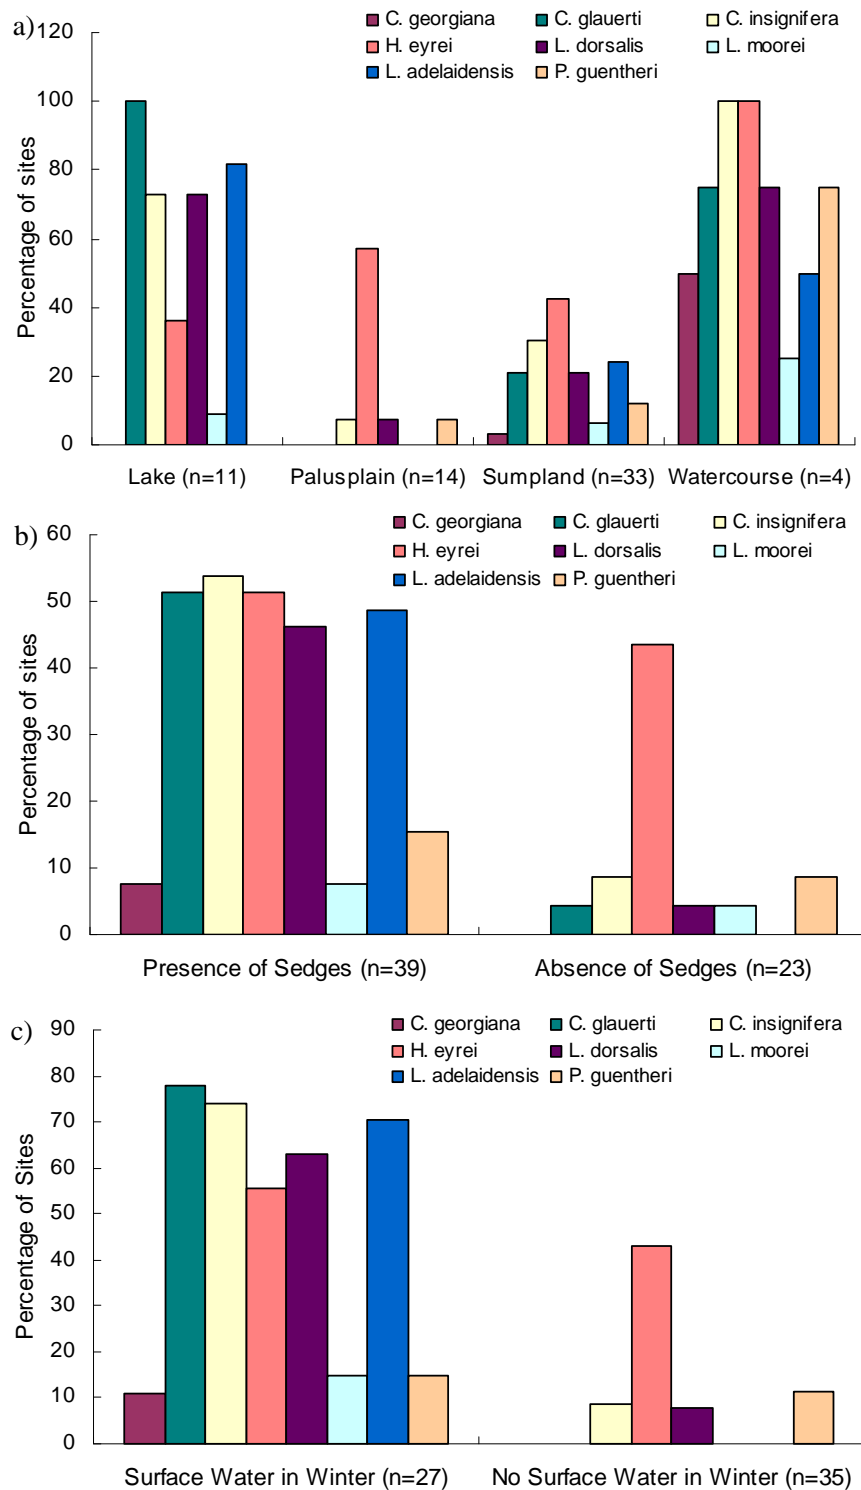 a)
C. georgiana C. glauerti C. insignifera
H. eyrei L. dorsalis L. moorei
L. adelaidensis P. guentheri
Percentage of sites
120
100
80
60
40
20
0
Lake (n=11) Palusplain (n=14) Sumpland (n=33) Watercourse (n=4)
b)
C. georgiana C. glauerti C. insignifera
H. eyrei L. dorsalis L. moorei
L. adelaidensis P. guentheri
Percentage of sites
60
50
40
30
20
10
0
Presence of Sedges (n=39) Absence of Sedges (n=23)
c)
C. georgiana C. glauerti C. insignifera
H. eyrei L. dorsalis L. moorei
L. adelaidensis P. guentheri
Percentage of Sites
90
80
70
60
50
40
30
20
10
0
Surface Water in Winter (n=27) No Surface Water in Winter (n=35)